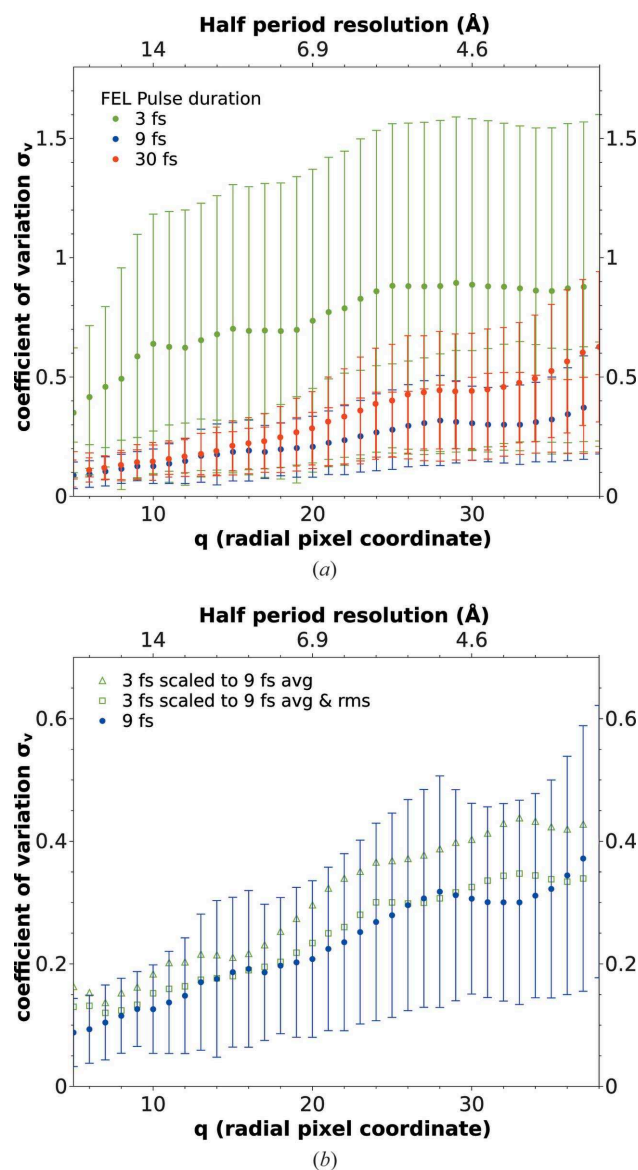 Half period resolution (Å)
14 6.9 4.6
FEL Pulse duration
3 fs
9 fs
30 fs
coefficient of variation σv
1.5 1.5
1 1
0.5 0.5
0 0
10 20 30
q (radial pixel coordinate)
(a)
Half period resolution (Å)
14 6.9 4.6
3 fs scaled to 9 fs avg
3 fs scaled to 9 fs avg & rms
9 fs
coefficient of variation σv
0.6 0.6
0.4 0.4
0.2 0.2
0 0
10 20 30
q (radial pixel coordinate)
(b)